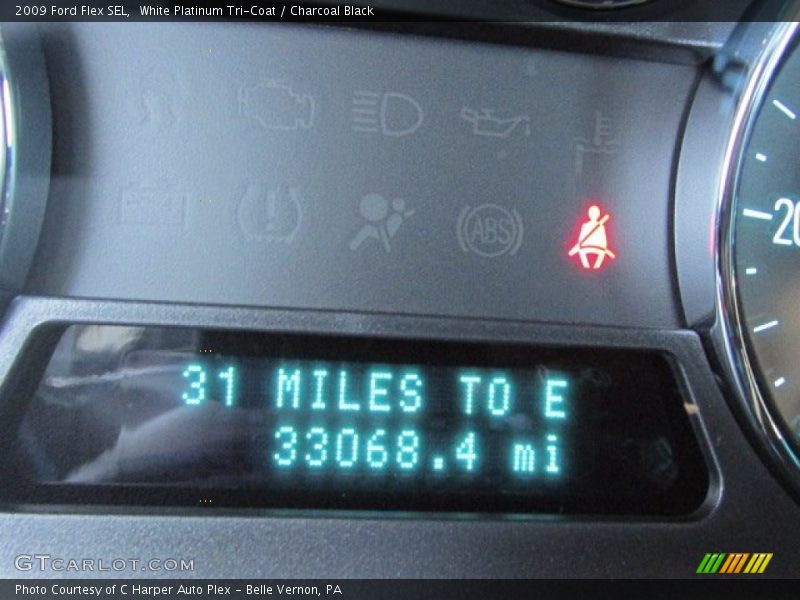 2009 Ford Flex SEL,  White Platinum Tri-Coat / Charcoal Black
ABS
20
31 MILES TO E
33068.4 mi
GTCARLOT.COM
Photo Courtesy of C Harper Auto Plex - Belle Vernon, PA